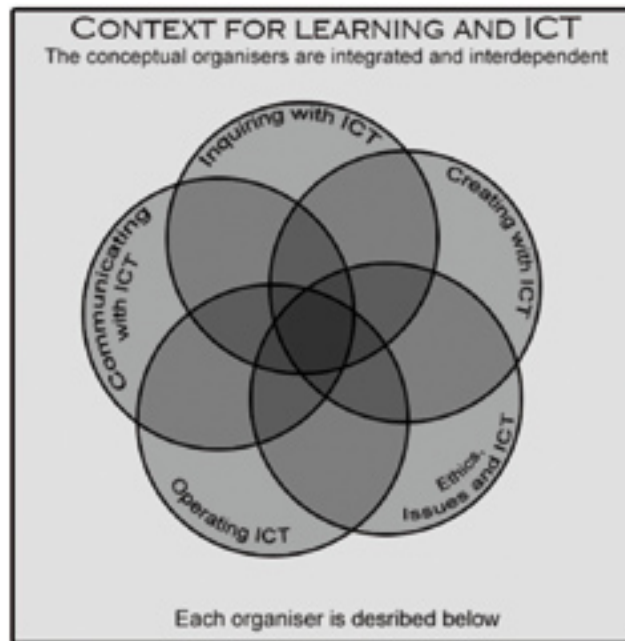 CONTEXT FOR LEARNING AND ICT
The conceptual organisers are integrated and interdependent
Inquiring with ICT
Creating with ICT
Communicating
with ICT
Ethics,
Issues and ICT
Operating ICT
Each organiser is desribed below